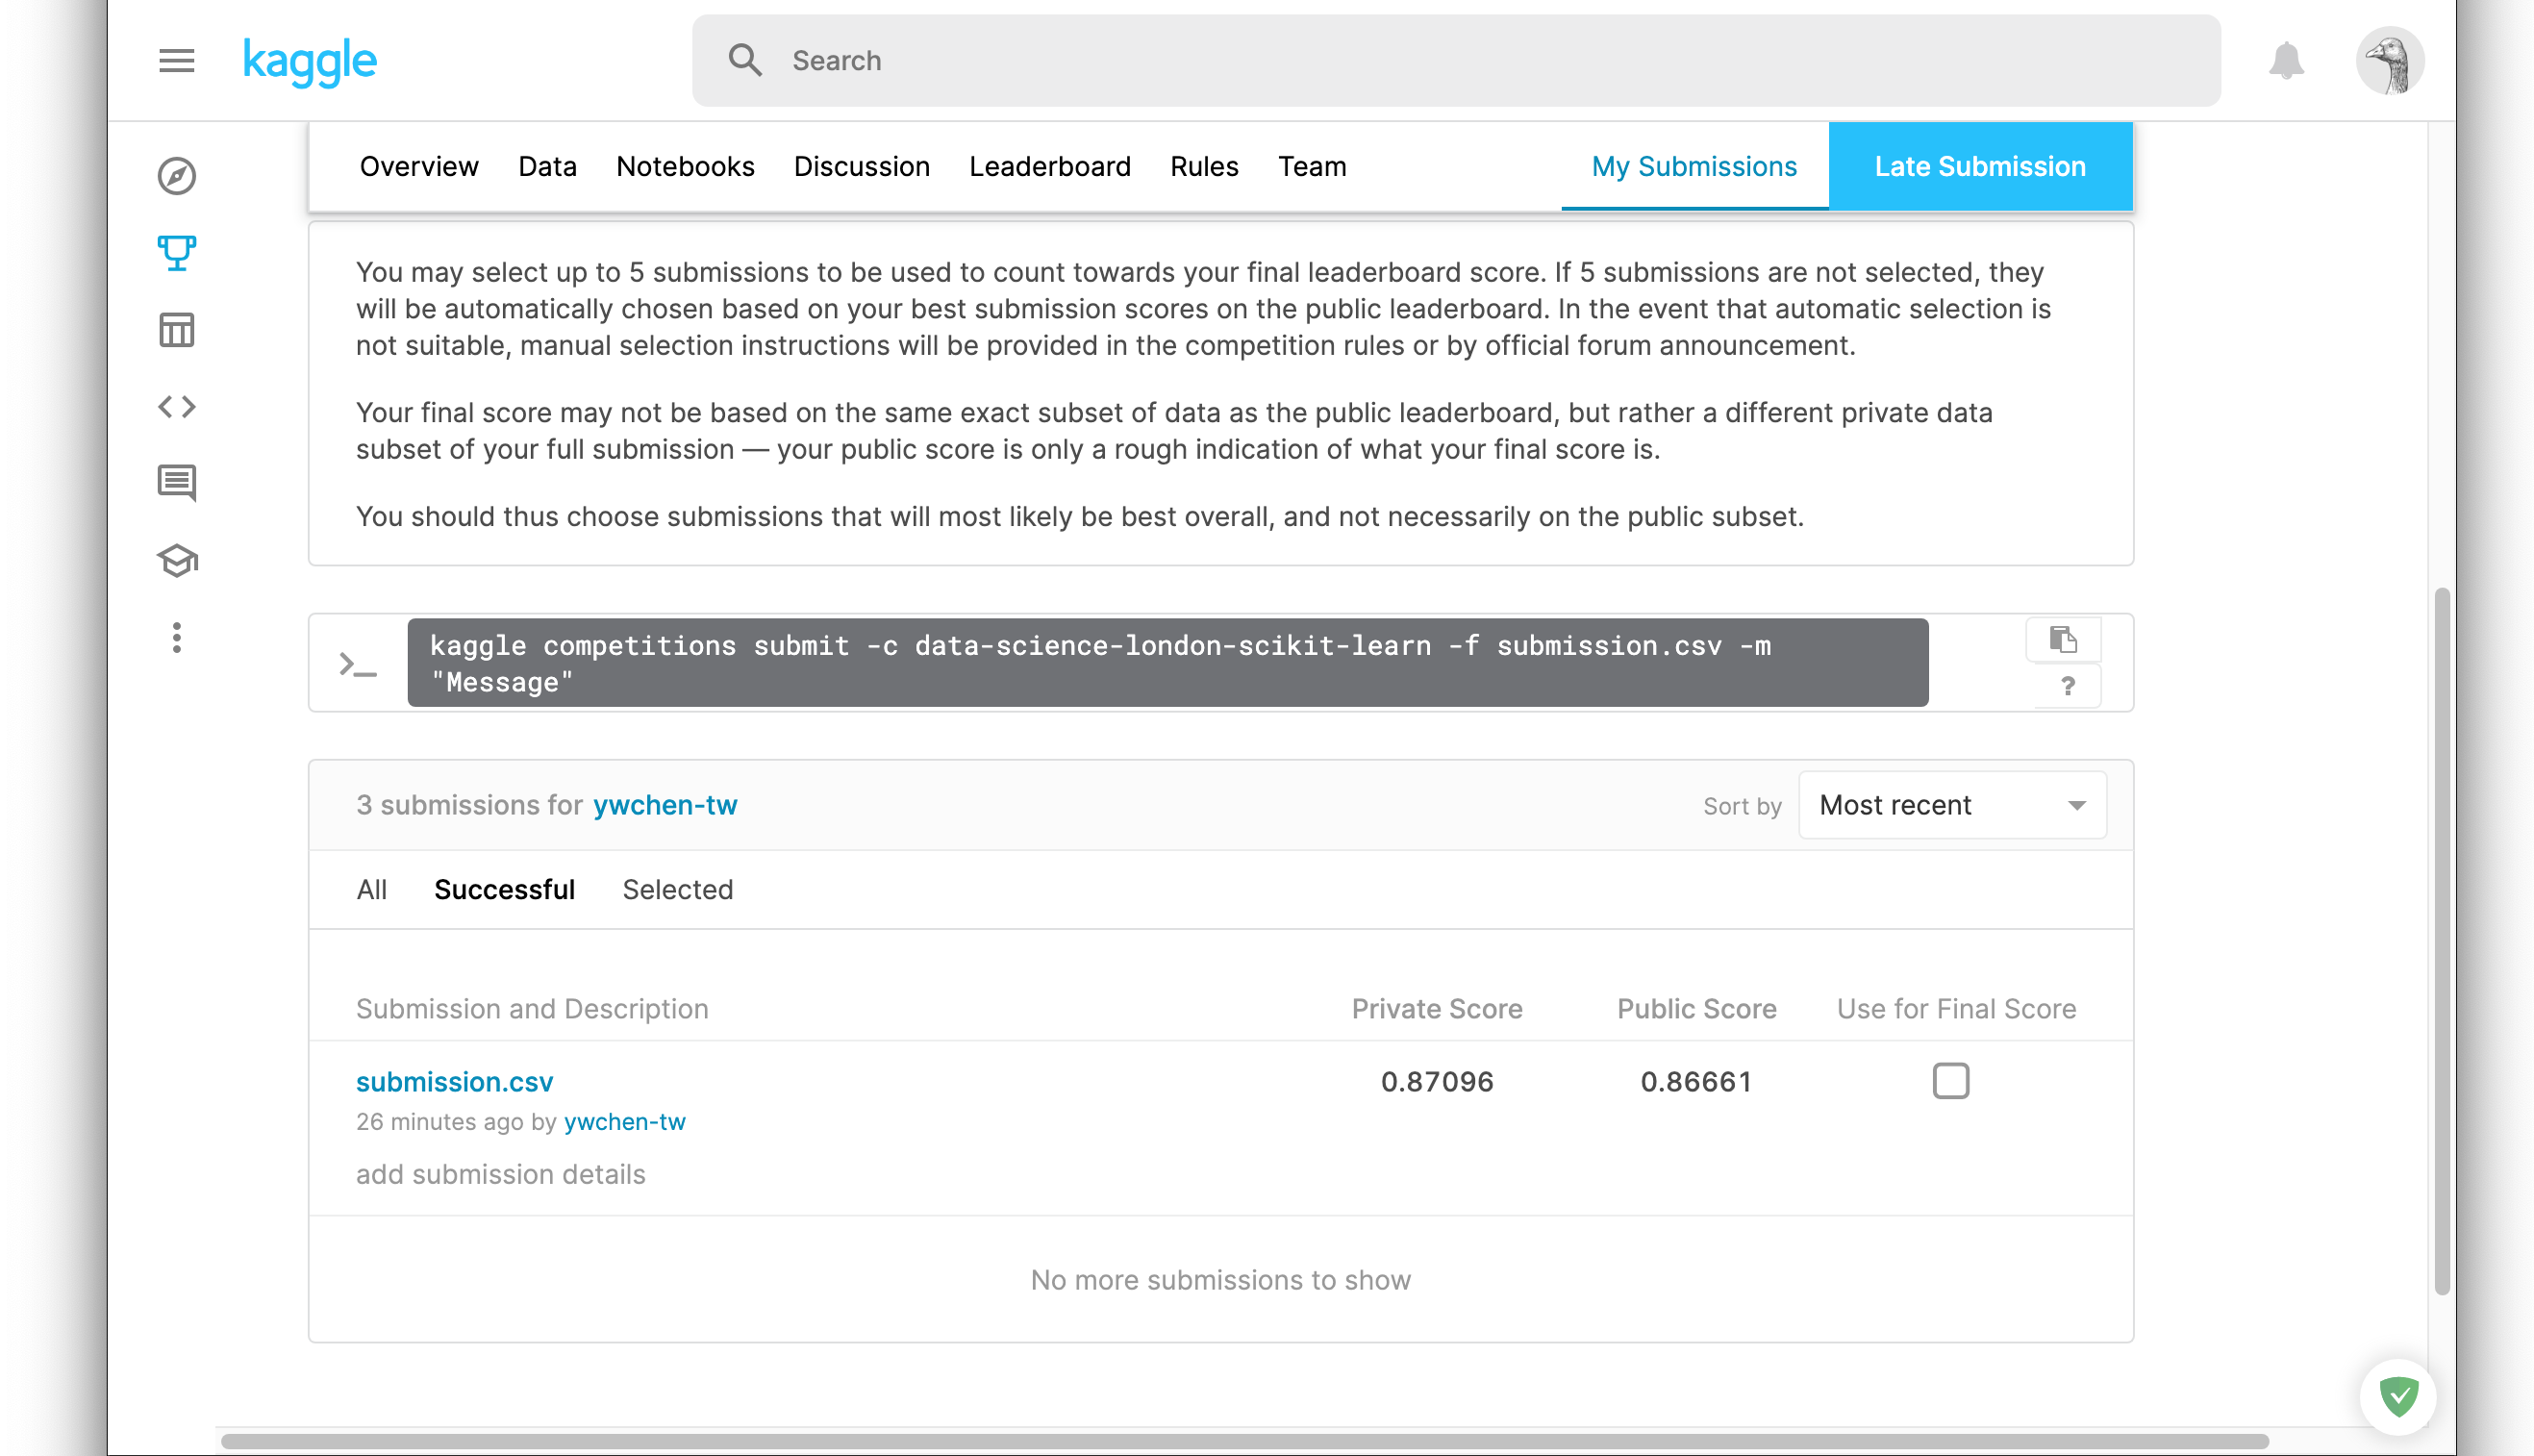 kaggle
Search
Overview Data Notebooks Discussion Leaderboard Rules Team My Submissions Late Submission
You may select up to 5 submissions to be used to count towards your final leaderboard score. If 5 submissions are not selected, they
will be automatically chosen based on your best submission scores on the public leaderboard. In the event that automatic selection is
not suitable, manual selection instructions will be provided in the competition rules or by official forum announcement.
Your final score may not be based on the same exact subset of data as the public leaderboard, but rather a different private data
subset of your full submission — your public score is only a rough indication of what your final score is.
You should thus choose submissions that will most likely be best overall, and not necessarily on the public subset.
>_
kaggle competitions submit -c data-science-london-scikit-learn -f submission.csv -m
"Message"
?
3 submissions for ywchen-tw
Sort by Most recent
All Successful Selected
Submission and Description Private Score Public Score Use for Final Score
submission.csv 0.87096 0.86661
26 minutes ago by ywchen-tw
add submission details
No more submissions to show